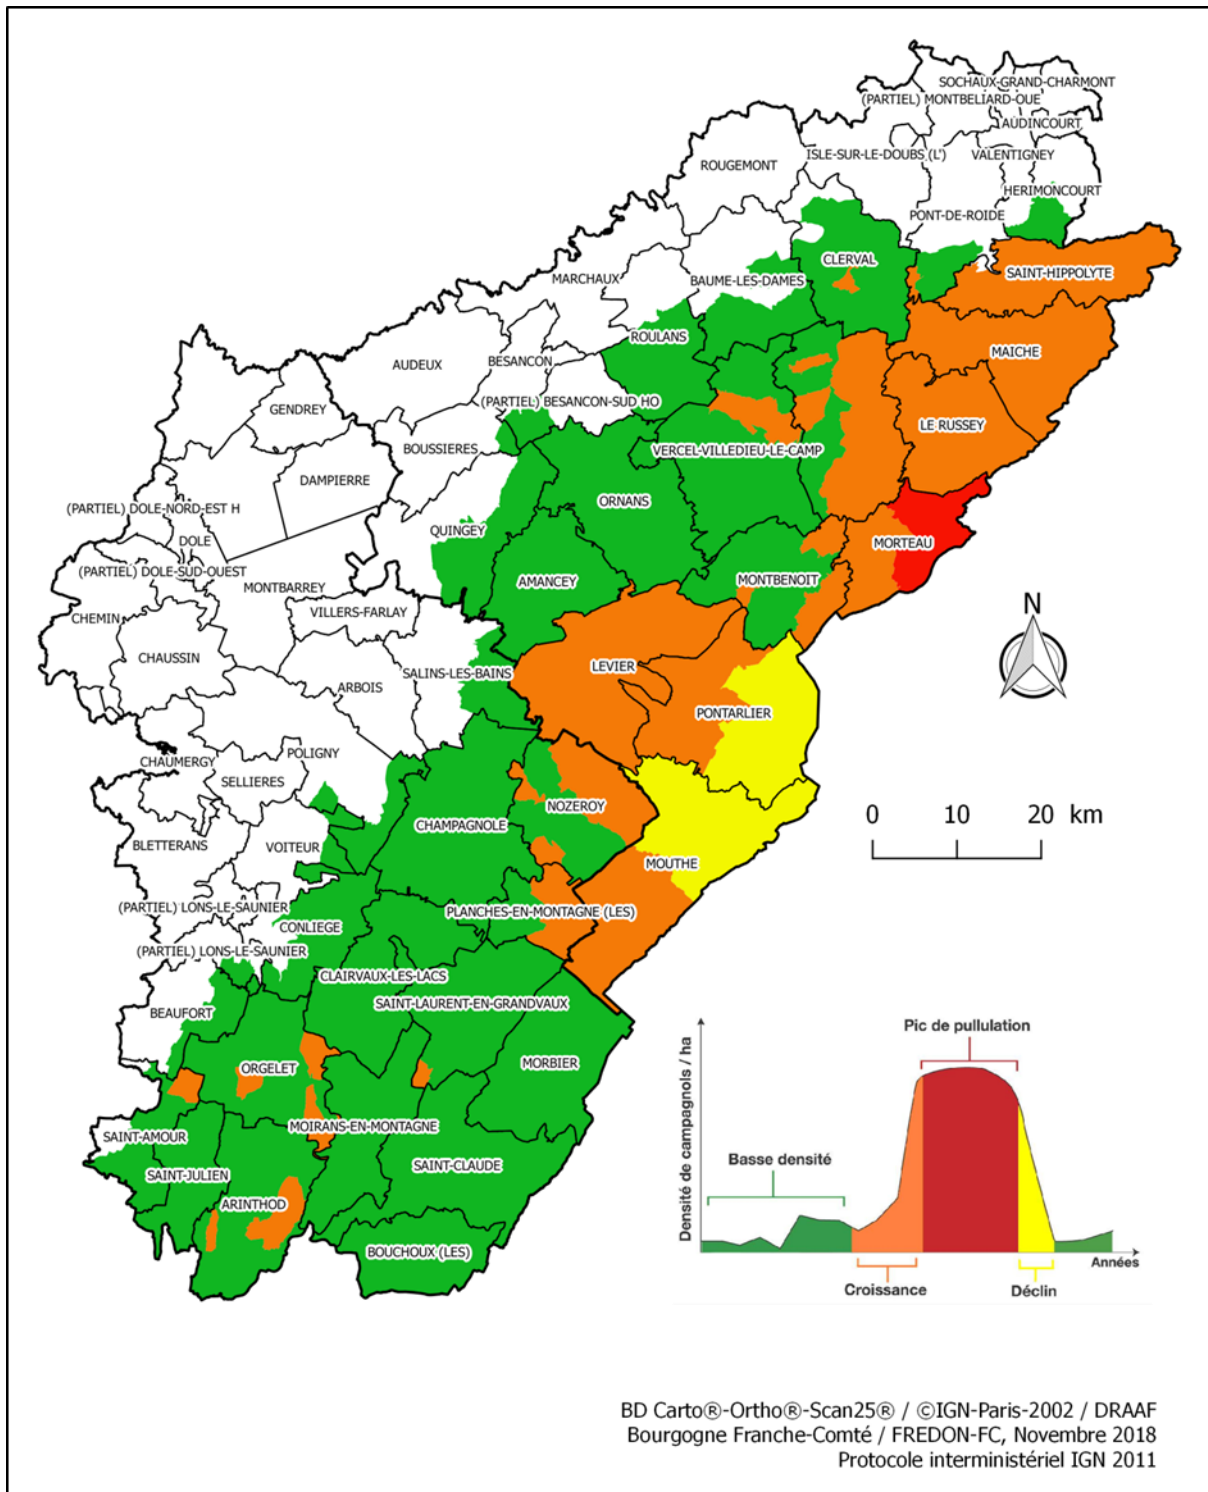 SOCHAUX-GRAND-CHARMONT
(PARTIEL) MONTBELIARD-OUE
AUDINCOURT
ISLE-SUR-LE-DOUBS (L')
VALENTIGNEY
ROUGEMONT
HERIMONCOURT
PONT-DE-ROIDE
CLERVAL
SAINT-HIPPOLYTE
MARCHAUX
BAUME-LES-DAMES
ROULANS
MAICHE
AUDEUX
BESANCON
(PARTIEL) BESANCON-SUD HO
GENDREY
LE RUSSEY
BOUSSIERES
VERCEL-VILLEDIEU-LE-CAMP
DAMPIERRE
ORNANS
(PARTIEL) DOLE-NORD-EST H
QUINGEY
DOLE
MORTEAU
(PARTIEL) DOLE-SUD-OUEST
AMANCEY
MONTBENOIT
MONTBARREY
N
CHEMIN
VILLERS-FARLAY
CHAUSSIN
LEVIER
SALINS-LES-BAINS
ARBOIS
PONTARLIER
POLIGNY
CHAUMERGY
SELLIERES
NOZEROY
0 10 20 km
CHAMPAGNOLE
BLETTERANS
VOITEUR
MOUTHE
(PARTIEL) LONS-LE-SAUNIER
PLANCHES-EN-MONTAGNE (LES)
CONLIEGE
(PARTIEL) LONS-LE-SAUNIER
CLAIRVAUX-LES-LACS
SAINT-LAURENT-EN-GRANDVAUX
BEAUFORT
MORBIER
ORGELET
MOIRANS-EN-MONTAGNE
SAINT-AMOUR
SAINT-CLAUDE
SAINT-JULIEN
ARINTHOD
BOUCHOUX (LES)
Densité de campagnols / ha
Pic de pullulation
Basse densité
Années
Croissance
Déclin
BD Carto®-Ortho®-Scan25® / ©IGN-Paris-2002 / DRAAF
Bourgogne Franche-Comté / FREDON-FC, Novembre 2018
Protocole interministériel IGN 2011